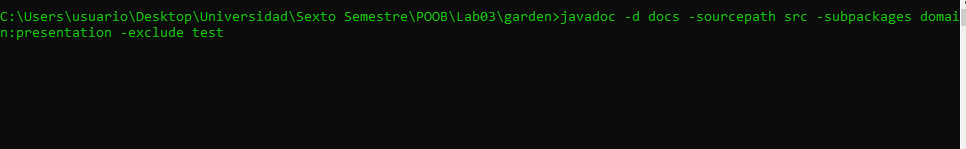 C:\Users\usuario\Desktop\Universidad\Sexto Semestre\POOB\Lab03\garden>javadoc -d docs -sourcepath src -subpackages domai
n:presentation -exclude test